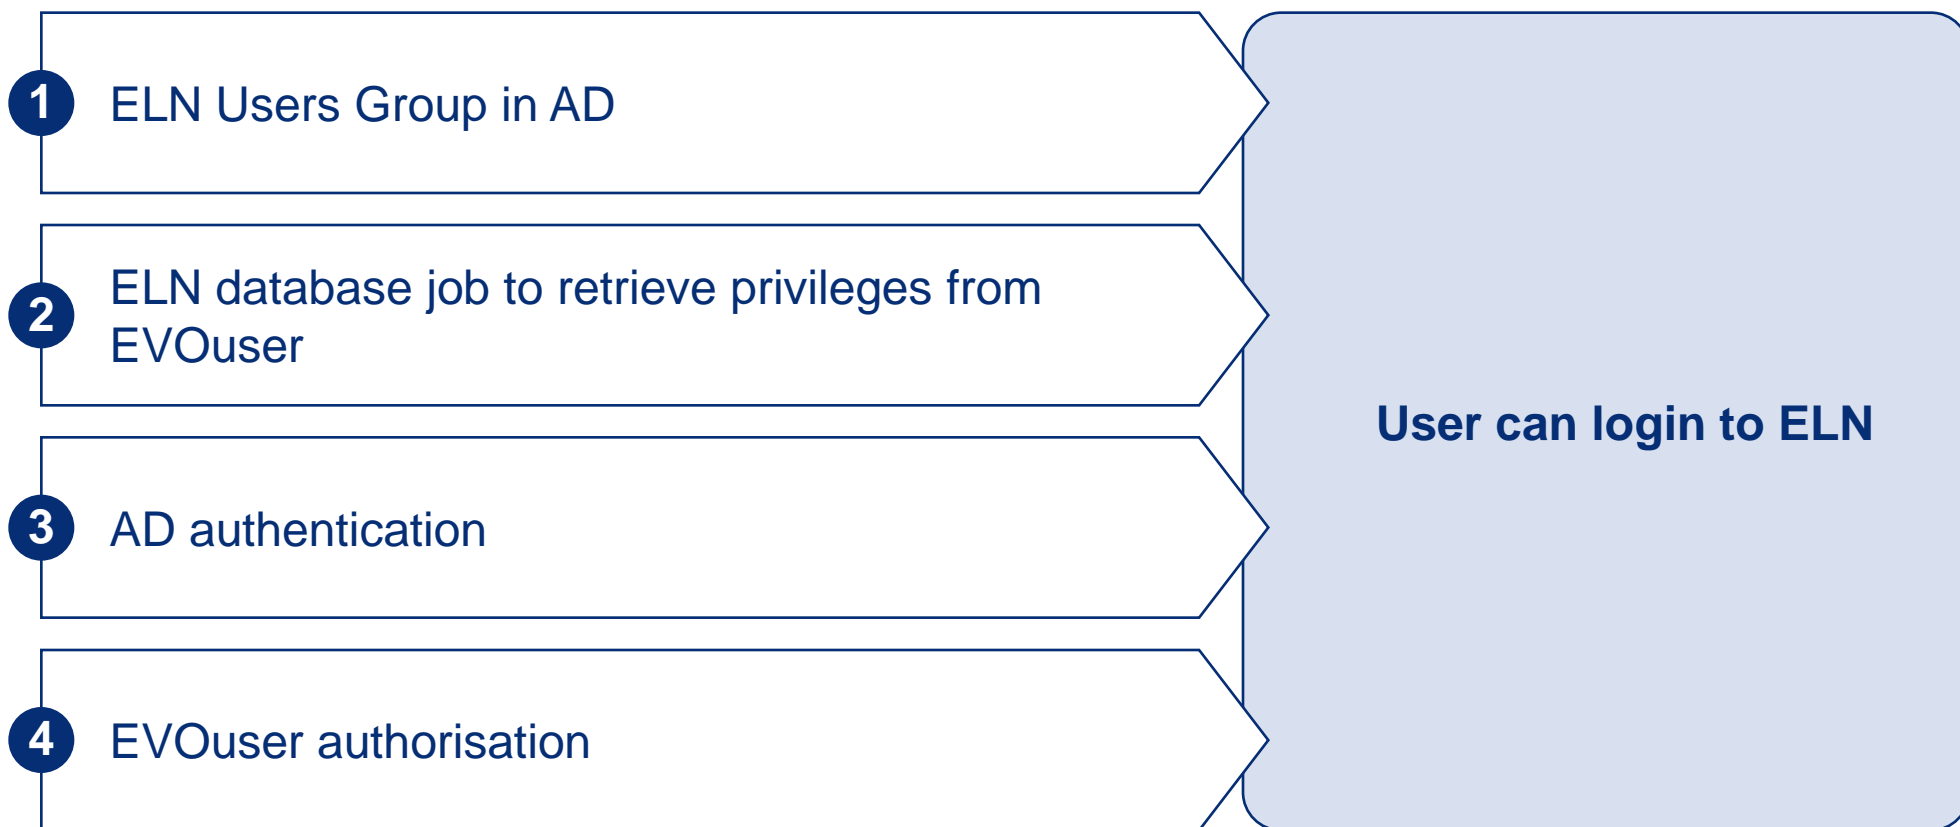 1
ELN Users Group in AD
2
ELN database job to retrieve privileges from
EVOuser
3
AD authentication
4
EVOuser authorisation
User can login to ELN